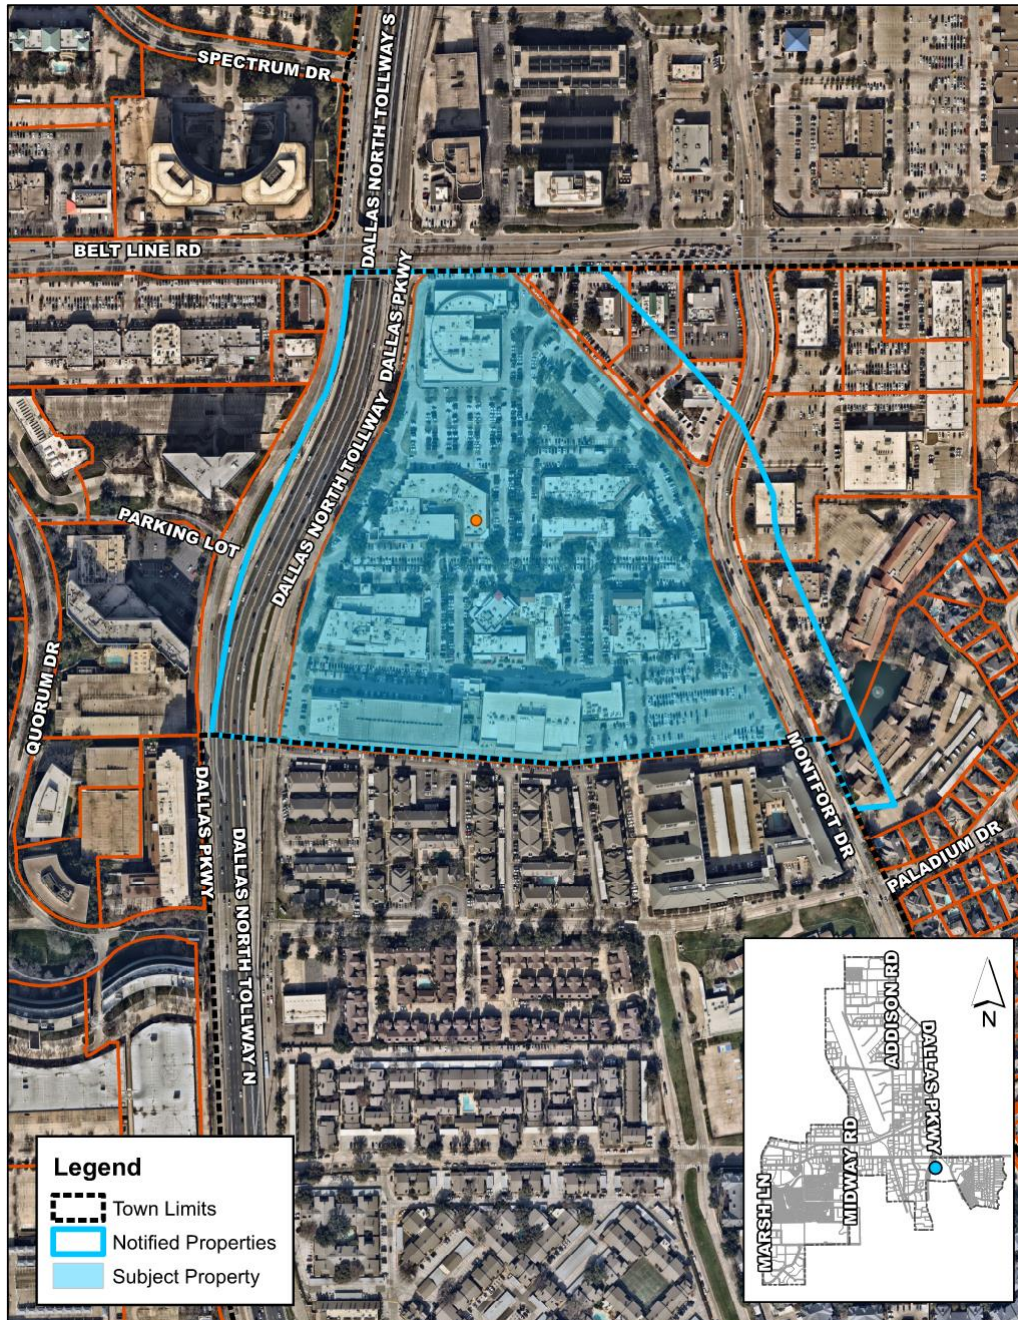 SPECTRUM DR
DALLAS NORTH TOLLWAY S
BELT LINE RD
DALLAS NORTH TOLLWAY DALLAS PKWY
PARKING LOT
QUORUM DR
DALLAS PKWY
DALLAS NORTH TOLLWAY N
MONTFORT DR
PALADIUM DR
Legend
Town Limits
Notified Properties
Subject Property
ADDISON RD
DALLAS PKWY
MIDWAY RD
MARSH LN
N